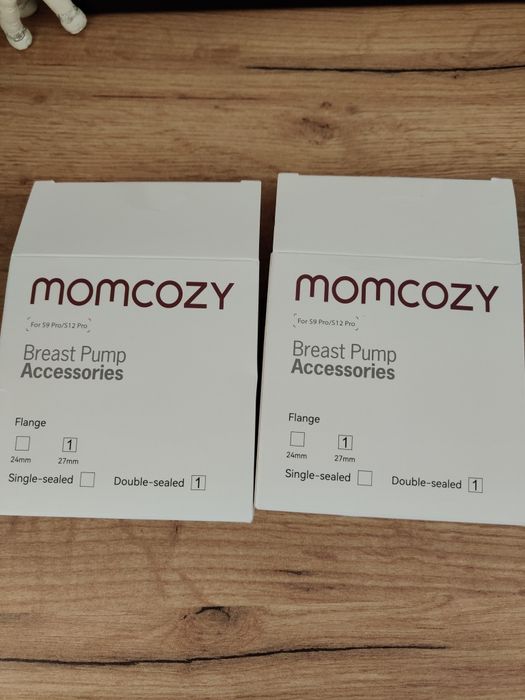 momcozy
For S9 Pro/S12 Pro
Breast Pump
Accessories
Flange
1
24mm 27mm
Single-sealed Double-sealed 1
momcozy
For S9 Pro/S12 Pro
Breast Pump
Accessories
Flange
1
24mm 27mm
Single-sealed Double-sealed 1